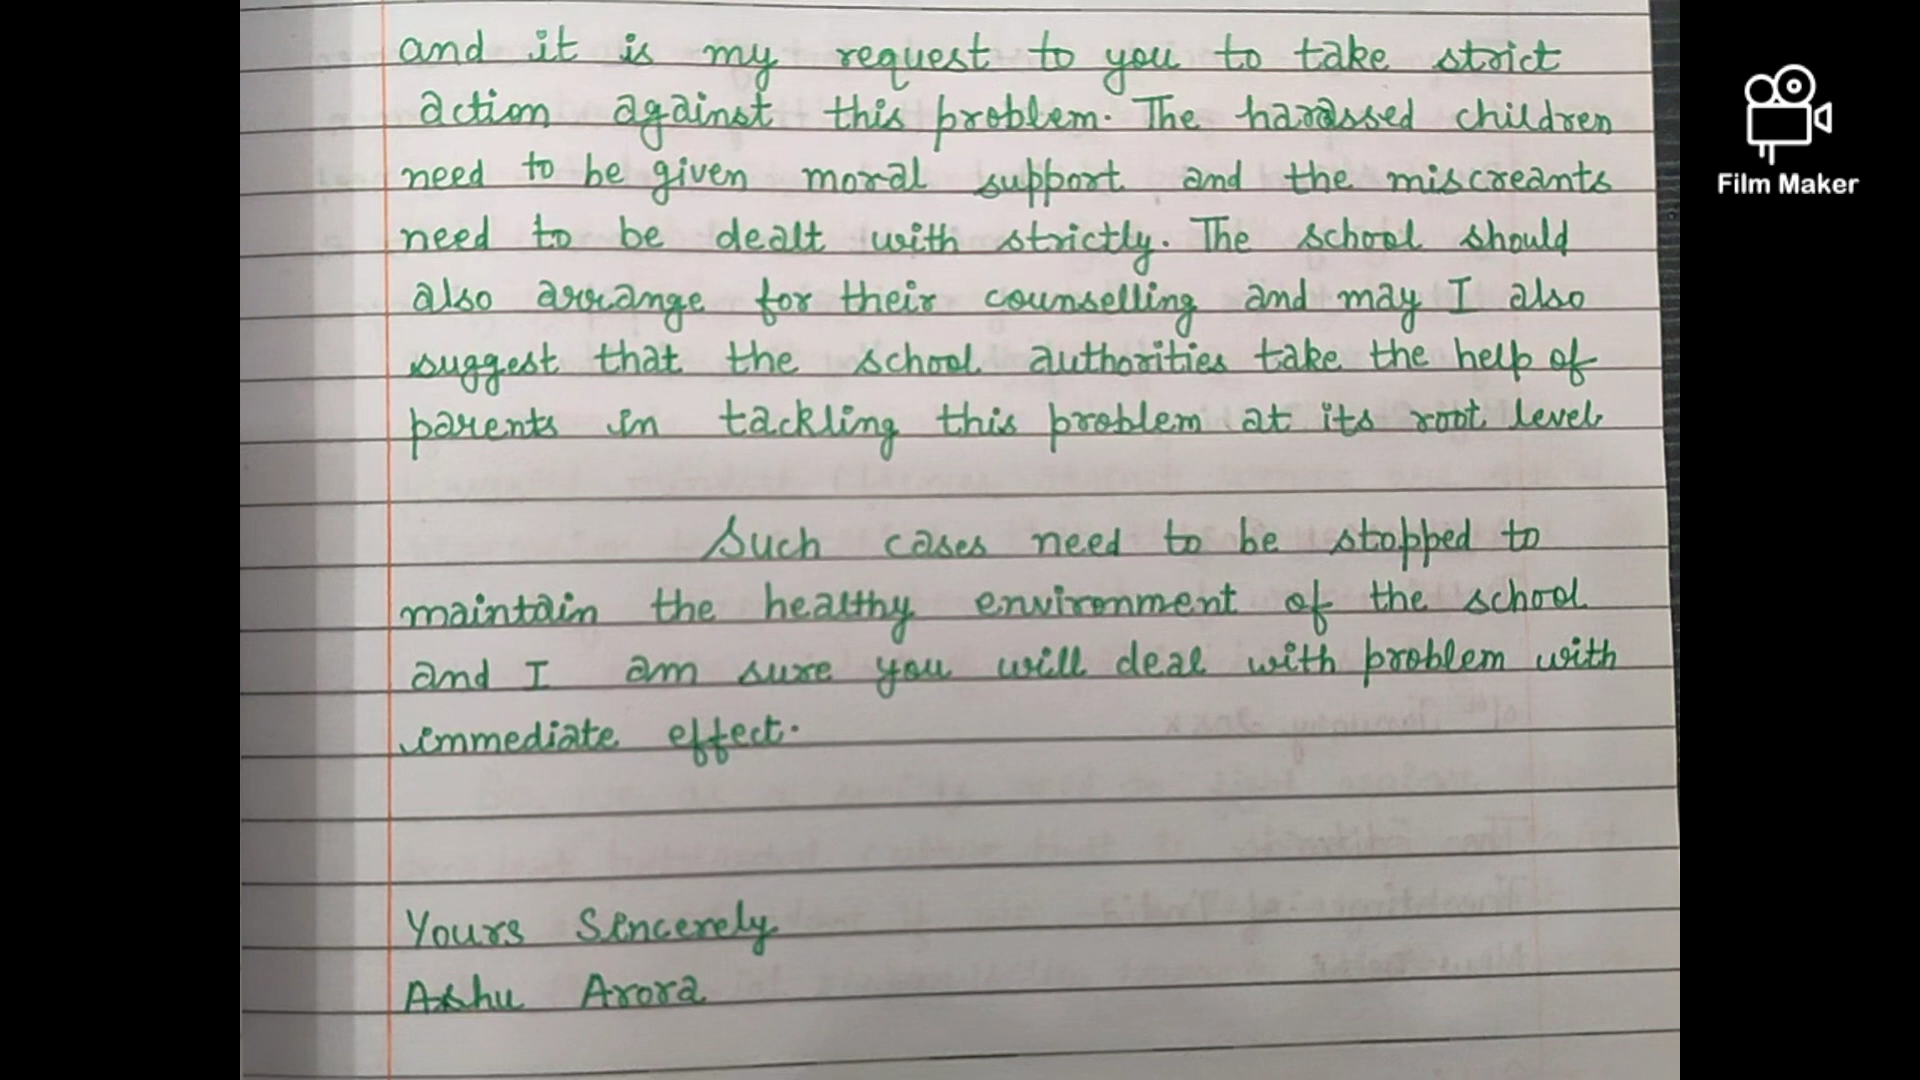 and it is my request to you to take strict
action against this problem. The harassed children
need to be given moral support and the miscreants
need to be dealt with strictly. The school should
also arrange for their counselling and may I also
suggest that the school authorities take the help of
parents in tackling this problem at its root level
Such cases need to be stopped to
maintain the healthy environment of the school
and I am sure you will deal with problem with
immediate effect.
Yours Sincerely
Ashu Arora
Film Maker